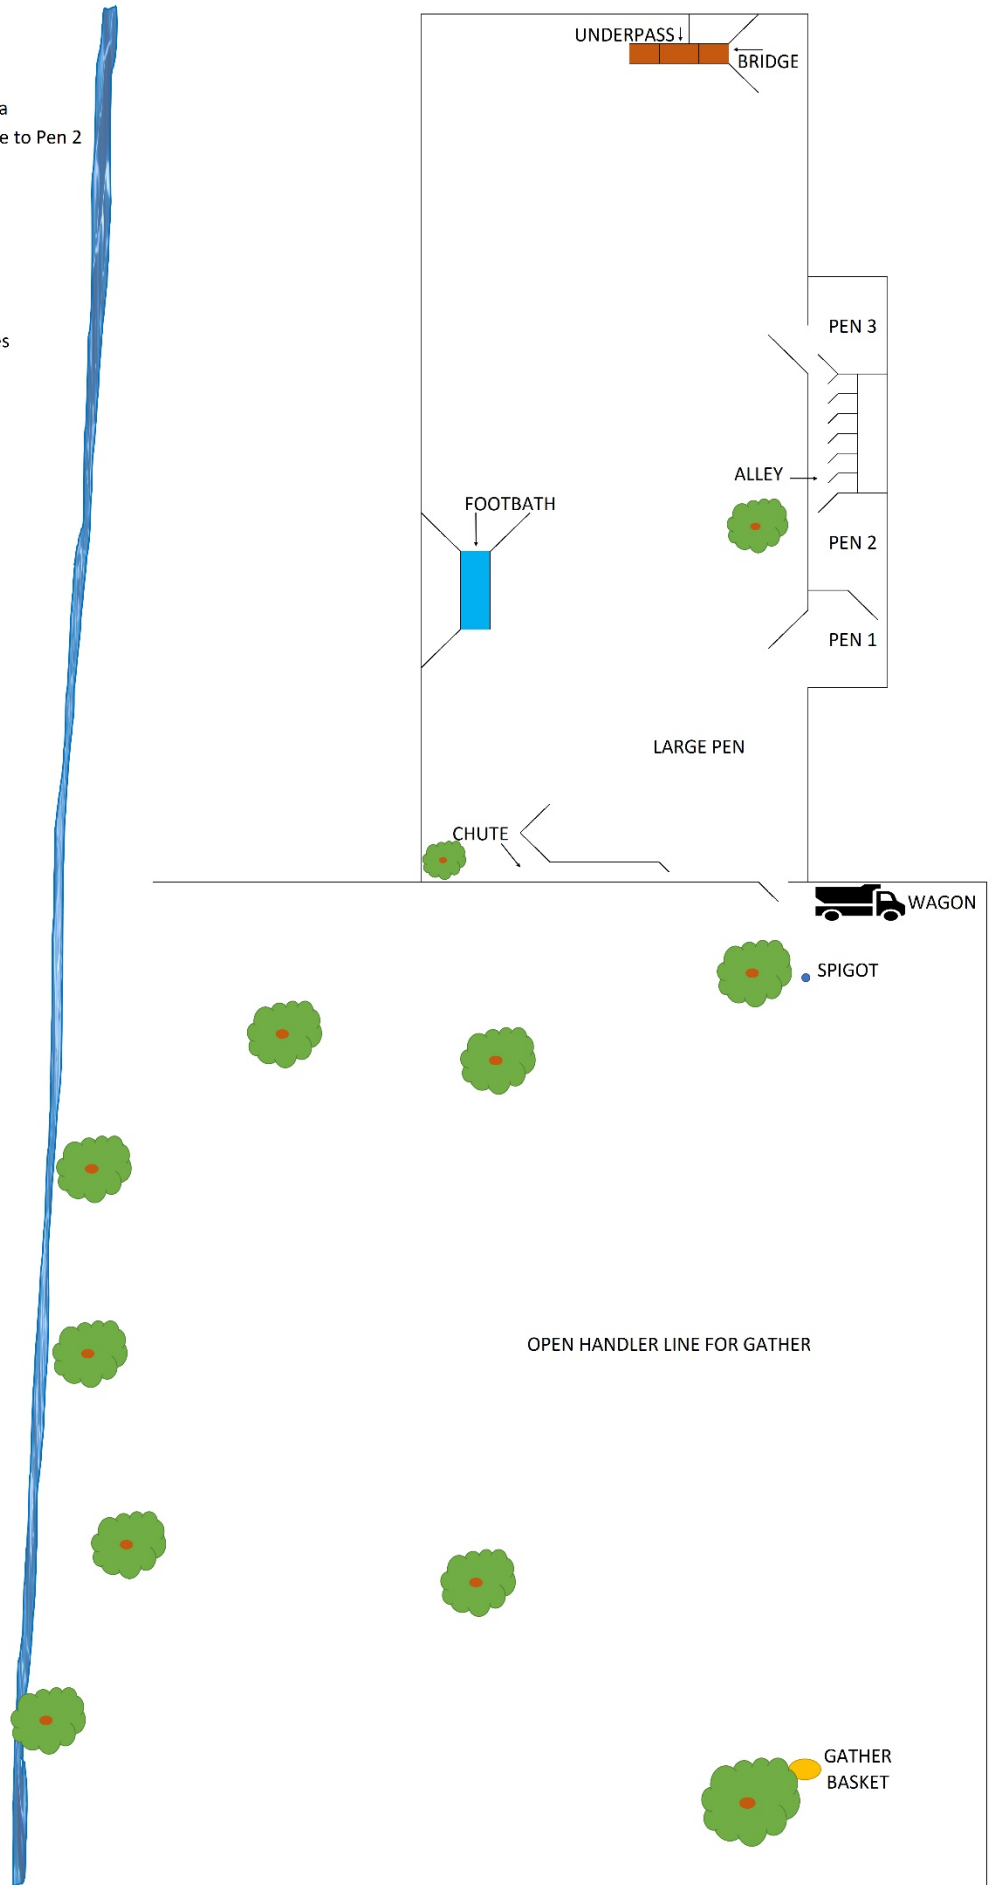 UNDERPASS
BRIDGE
a
e to Pen 2
PEN 3
es
ALLEY
FOOTBATH
PEN 2
PEN 1
LARGE PEN
CHUTE
WAGON
SPIGOT
OPEN HANDLER LINE FOR GATHER
GATHER
BASKET